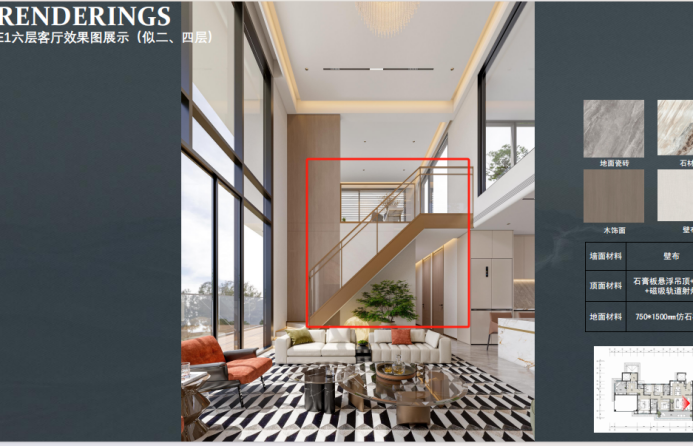 RENDERINGS
E1六层客厅效果图展示（似二、四层）
地面瓷砖
石材
木饰面
壁布
墙面材料 壁布
顶面材料 石膏板悬浮吊顶+
+磁吸轨道射
地面材料 750*1500mm仿石